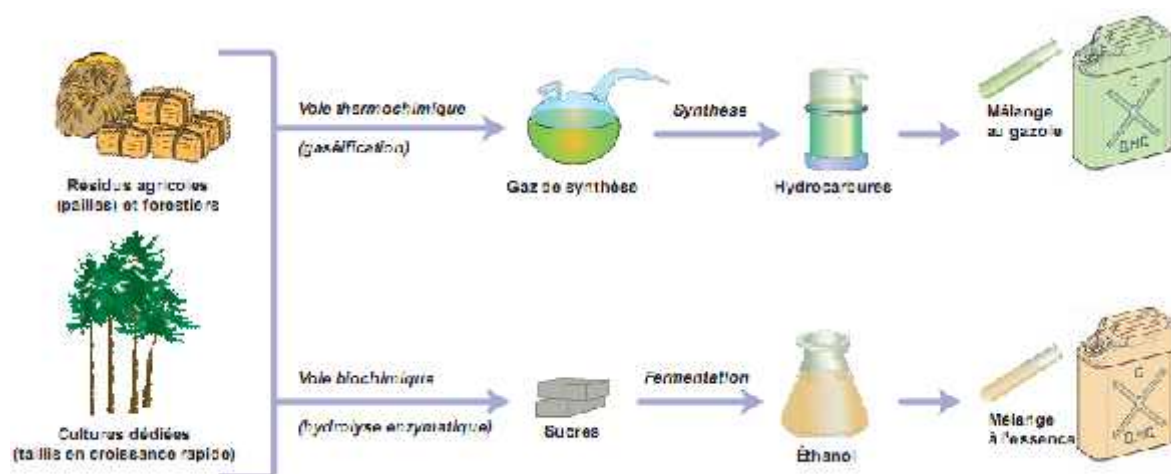 Résidus agricoles
(pailles) et forestiers
Cultures dédiées
(taillis en croissance rapide)
Voie thermochimique
(gaséification)
Gaz de synthèse
Synthèse
Hydrocarbures
Mélange
au gazole
Voie biochimique
(hydrolyse enzymatique)
Sucres
Fermentation
Éthanol
Mélange
à l'essence